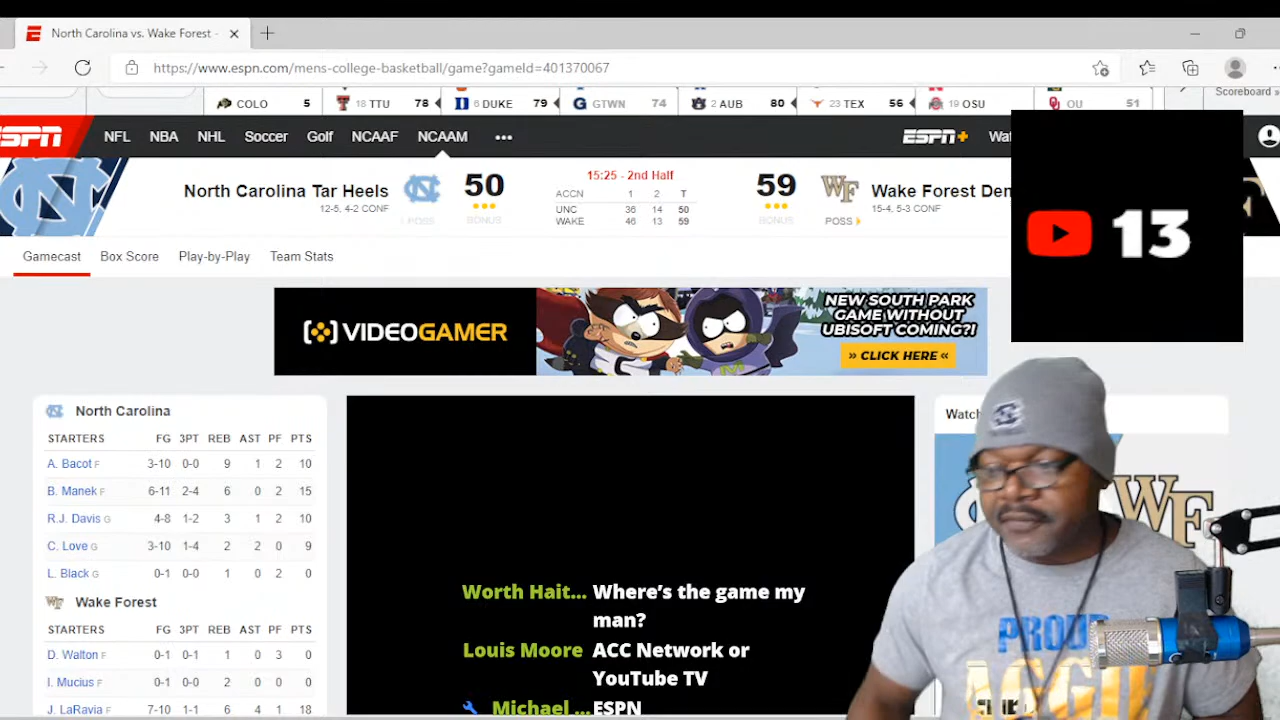 North Carolina vs. Wake Forest -
https://www.espn.com/mens-college-basketball/game?gameId=401370067
COLO 5 18 TTU 78 6 DUKE 79 GTWN 74 2 AUB 80 23 TEX 56 19 OSU OU 51 Scoreboard »
ESPN NFL NBA NHL Soccer Golf NCAAF NCAAM ••• ESPN+ Wat
North Carolina Tar Heels
12-5, 4-2 CONF
50
BONUS
15:25 - 2nd Half
ACCN 1 2 T
UNC 36 14 50
WAKE 46 13 59
59
BONUS
WF
POSS
Wake Forest Den
15-4, 5-3 CONF
13
Gamecast Box Score Play-by-Play Team Stats
VIDEOGAMER
NEW SOUTH PARK
GAME WITHOUT
UBISOFT COMING?!
» CLICK HERE «
North Carolina
STARTERS FG 3PT REB AST PF PTS
A. Bacot F 3-10 0-0 9 1 2 10
B. Manek F 6-11 2-4 6 0 2 15
R.J. Davis G 4-8 1-2 3 1 2 10
C. Love G 3-10 1-4 2 2 0 9
L. Black G 0-1 0-0 1 0 2 0
Wake Forest
STARTERS FG 3PT REB AST PF PTS
D. Walton F 0-1 0-1 1 0 3 0
I. Mucius F 0-1 0-0 2 0 0 0
J. LaRavia F 7-10 1-1 6 4 1 18
Worth Hait... Where's the game my
man?
Louis Moore ACC Network or
YouTube TV
Michael ... ESPN
Watch
WF
PROUD
AGGIE